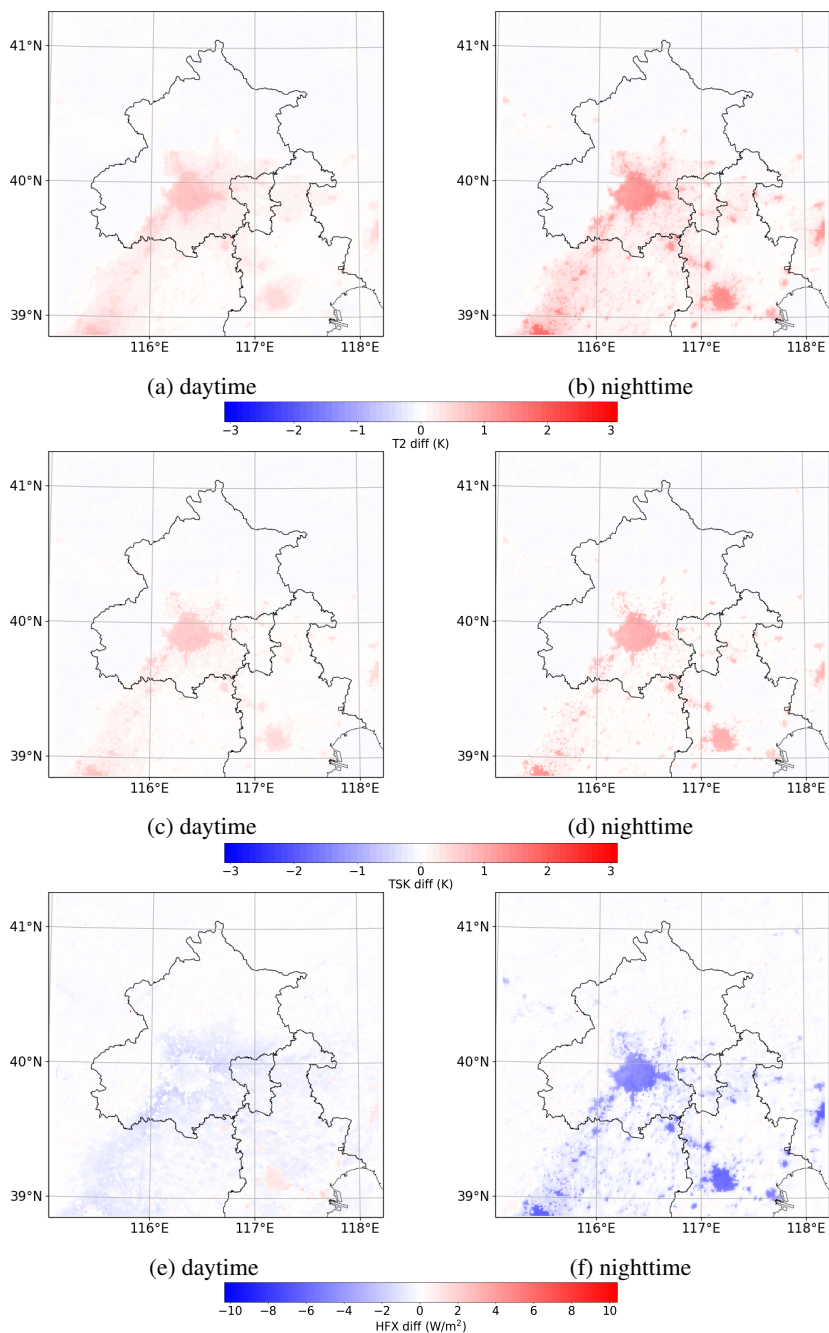 41°N 41°N
40°N 40°N
39°N 39°N
116°E 117°E 118°E 116°E 117°E 118°E
(a) daytime (b) nighttime
−3 −2 −1 0 1 2 3
T2 diff (K)
41°N 41°N
40°N 40°N
39°N 39°N
116°E 117°E 118°E 116°E 117°E 118°E
(c) daytime (d) nighttime
−3 −2 −1 0 1 2 3
TSK diff (K)
41°N 41°N
40°N 40°N
39°N 39°N
116°E 117°E 118°E 116°E 117°E 118°E
(e) daytime (f) nighttime
−10 −8 −6 −4 −2 0 2 4 6 8 10
HFX diff (W/m²)